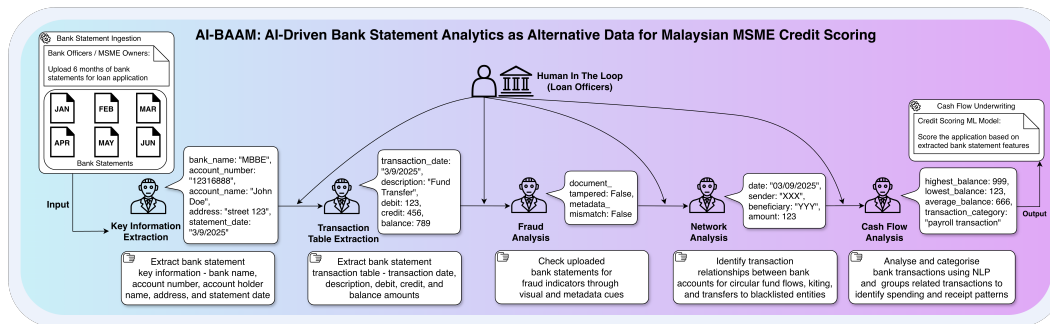 AI-BAAM: AI-Driven Bank Statement Analytics as Alternative Data for Malaysian MSME Credit Scoring
Bank Statement Ingestion
Bank Officers / MSME Owners:
Upload 6 months of bank
statements for loan application
JAN
FEB
MAR
APR
MAY
JUN
Bank Statements
Input
Human In The Loop
(Loan Officers)
bank_name: "MBBE",
account_number:
"12316888",
account_name: "John
Doe",
address: "street 123",
statement_date:
"3/9/2025"
Key Information
Extraction
Extract bank statement
key information - bank name,
account number, account holder
name, address, and statement date
transaction_date:
"3/9/2025",
description: "Fund
Transfer",
debit: 123,
credit: 456,
balance: 789
Transaction
Table Extraction
Extract bank statement
transaction table - transaction date,
description, debit, credit, and
balance amounts
document_
tampered: False,
metadata_
mismatch: False
Fraud
Analysis
Check uploaded
bank statements for
fraud indicators through
visual and metadata cues
date: "03/09/2025",
sender: "XXX",
beneficiary: "YYY",
amount: 123
Network
Analysis
Identify transaction
relationships between bank
accounts for circular fund flows, kiting,
and transfers to blacklisted entities
highest_balance: 999,
lowest_balance: 123,
average_balance: 666,
transaction_category:
"payroll transaction"
Cash Flow
Analysis
Analyse and categorise
bank transactions using NLP
and groups related transactions to
identify spending and receipt patterns
Output
Cash Flow Underwriting
Credit Scoring ML Model:
Score the application based on
extracted bank statement features